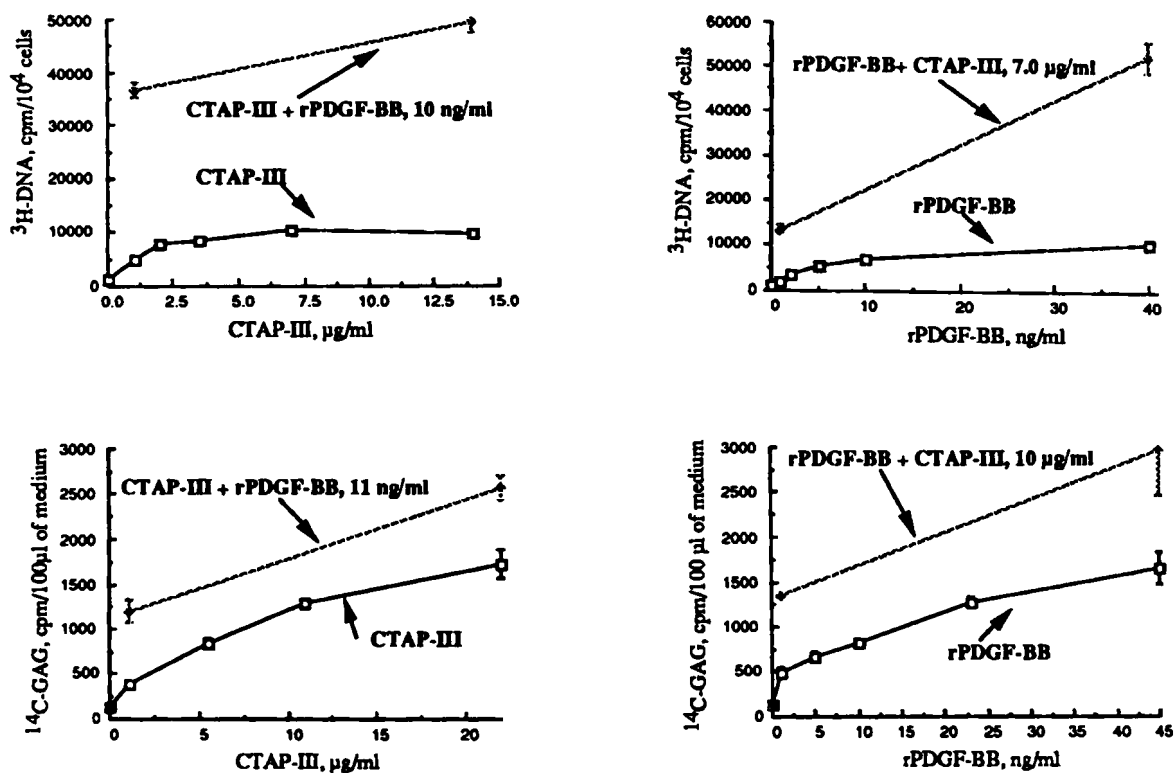 ³H-DNA, cpm/10⁴ cells
50000
40000
30000
20000
10000
0
CTAP-III + rPDGF-BB, 10 ng/ml
CTAP-III
0.0 2.5 5.0 7.5 10.0 12.5 15.0
CTAP-III, µg/ml
³H-DNA, cpm/10⁴ cells
60000
50000
40000
30000
20000
10000
0
rPDGF-BB+ CTAP-III, 7.0 µg/ml
rPDGF-BB
0 10 20 30 40
rPDGF-BB, ng/ml
¹⁴C-GAG, cpm/100µl of medium
3000
2500
2000
1500
1000
500
0
CTAP-III + rPDGF-BB, 11 ng/ml
CTAP-III
0 5 10 15 20
CTAP-III, µg/ml
¹⁴C-GAG, cpm/100 µl of medium
3000
2500
2000
1500
1000
500
0
rPDGF-BB + CTAP-III, 10 µg/ml
rPDGF-BB
0 5 10 15 20 25 30 35 40 45
rPDGF-BB, ng/ml